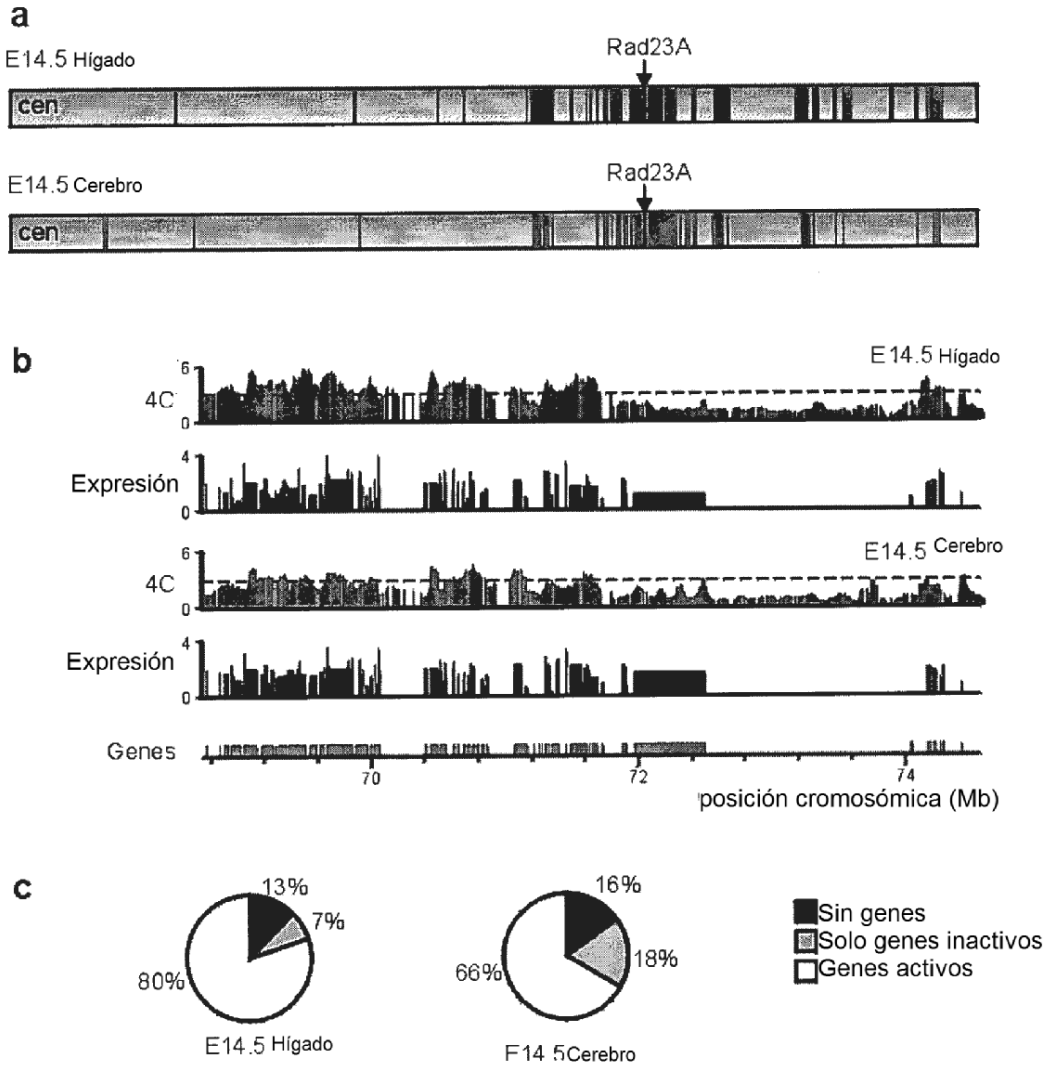 a
Rad23A
E14.5 Hígado
cen
Rad23A
E14.5 Cerebro
cen
b
E14.5 Hígado
6
4C
0
4
Expresión
0
E14.5 Cerebro
6
4C
0
4
Expresión
0
Genes
70
72
74
posición cromosómica (Mb)
c
13%
7%
80%
E14.5 Hígado
16%
18%
66%
E14.5 Cerebro
Sin genes
Solo genes inactivos
Genes activos